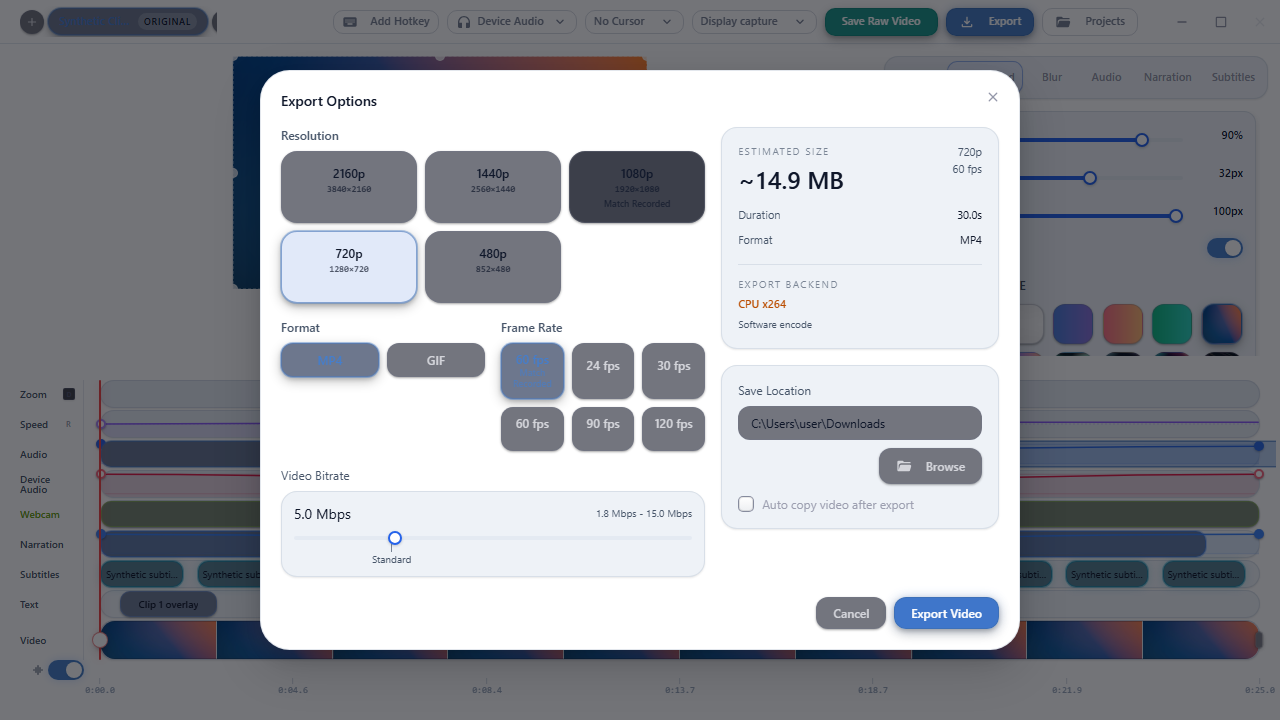 ORIGINAL
Add Hotkey
Device Audio
No Cursor
Display capture
Save Raw Video
Export
Projects
Export Options
Blur
Audio
Narration
Subtitles
Resolution
2160p
3840×2160
1440p
2560×1440
1080p
1920×1080
Match Recorded
720p
1280×720
480p
852×480
ESTIMATED SIZE
720p
~14.9 MB
60 fps
Duration
30.0s
Format
MP4
EXPORT BACKEND
CPU x264
Software encode
90%
32px
100px
Format
GIF
Frame Rate
24 fps
30 fps
60 fps
90 fps
120 fps
Save Location
C:\Users\user\Downloads
Browse
Auto copy video after export
Video Bitrate
5.0 Mbps
1.8 Mbps - 15.0 Mbps
Standard
Cancel
Export Video
Zoom
Speed
Audio
Device
Audio
Webcam
Narration
Subtitles
Synthetic subti...
Synthetic subti...
Synthetic subti...
Text
Clip 1 overlay
Video
0:00.0
0:04.6
0:08.4
0:13.7
0:18.7
0:21.9
0:25.0